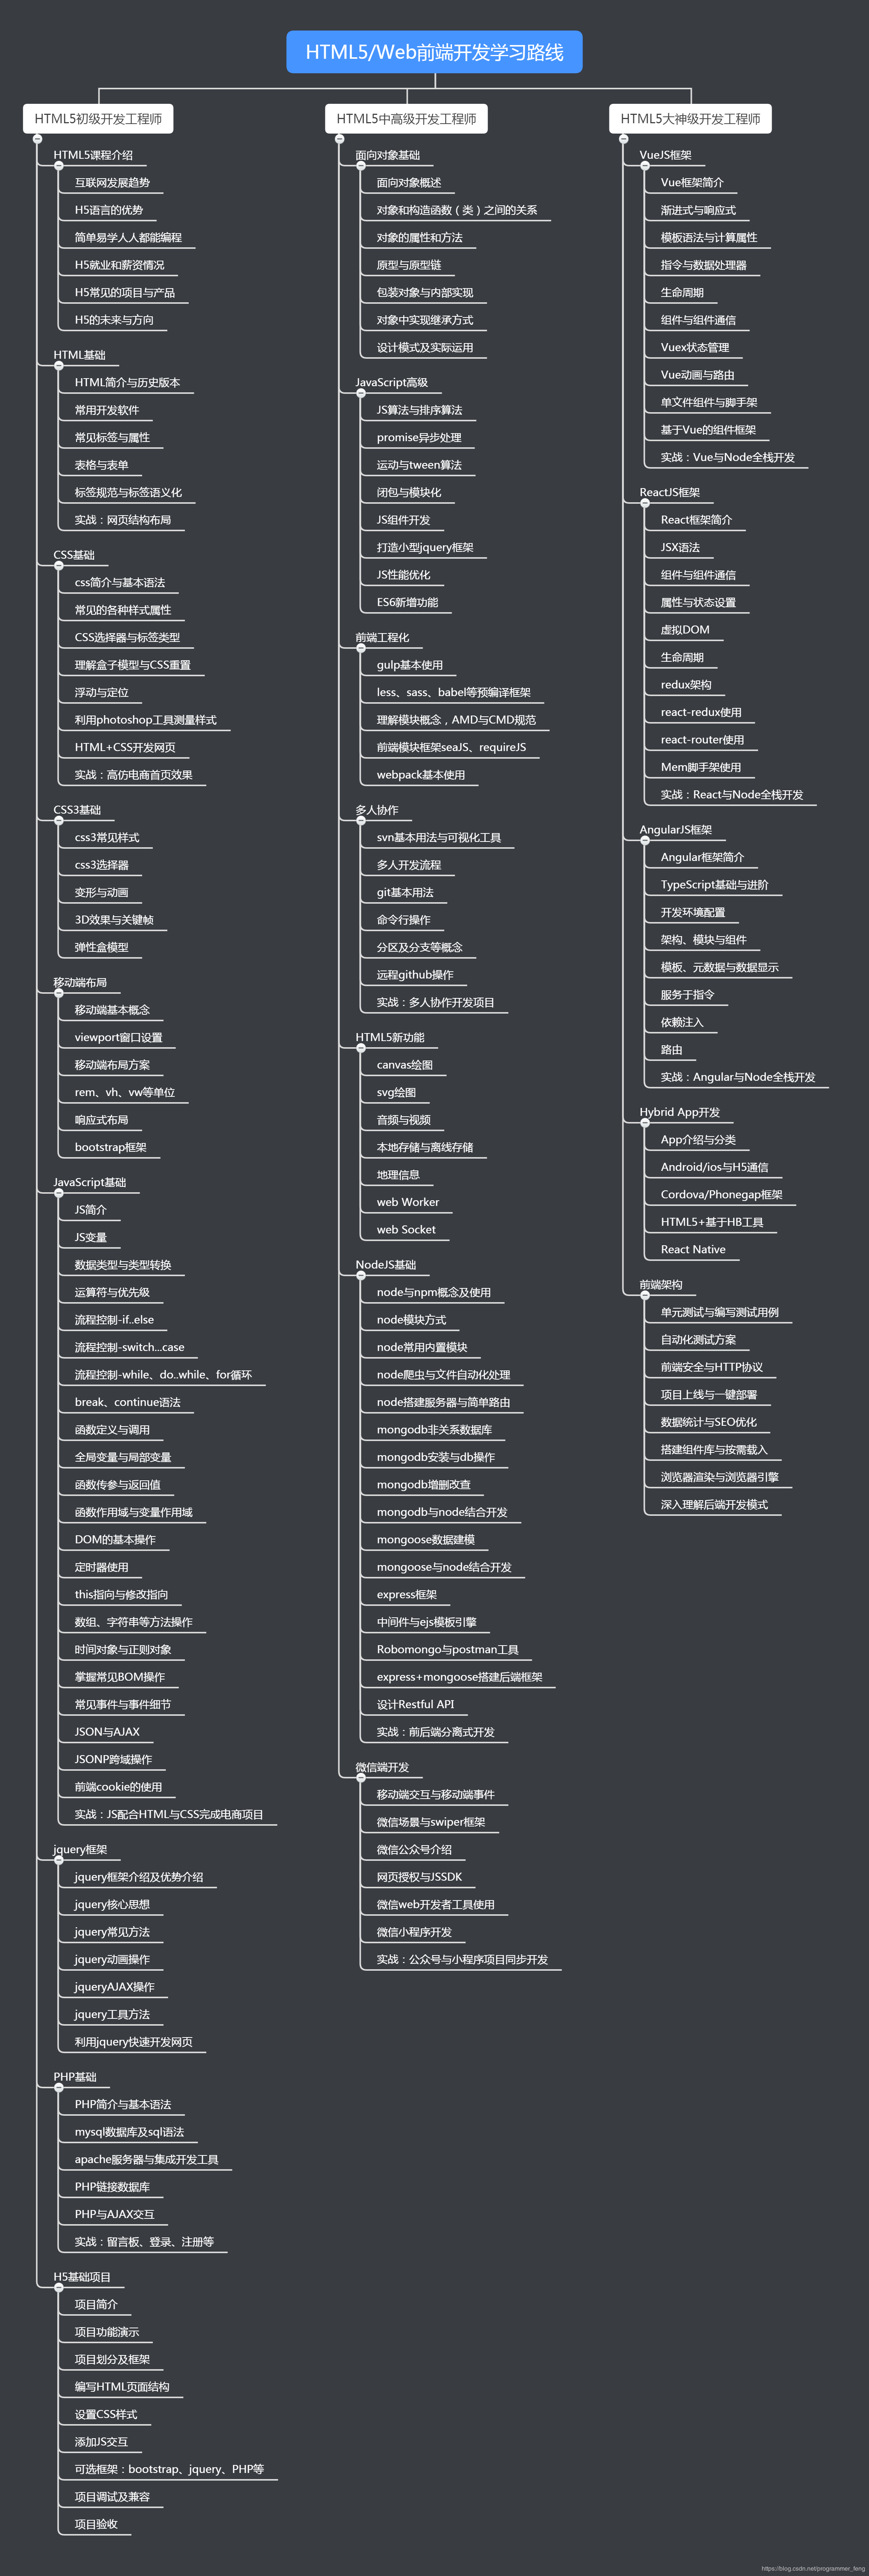 HTML5/Web前端开发学习路线
HTML5初级开发工程师
HTML5课程介绍
互联网发展趋势
H5语言的优势
简单易学人人都能编程
H5就业和薪资情况
H5常见的项目与产品
H5的未来与方向
HTML基础
HTML简介与历史版本
常用开发软件
常见标签与属性
表格与表单
标签规范与标签语义化
实战：网页结构布局
CSS基础
css简介与基本语法
常见的各种样式属性
CSS选择器与标签类型
理解盒子模型与CSS重置
浮动与定位
利用photoshop工具测量样式
HTML+CSS开发网页
实战：高仿电商首页效果
CSS3基础
css3常见样式
css3选择器
变形与动画
3D效果与关键帧
弹性盒模型
移动端布局
移动端基本概念
viewport窗口设置
移动端布局方案
rem、vh、vw等单位
响应式布局
bootstrap框架
JavaScript基础
JS简介
JS变量
数据类型与类型转换
运算符与优先级
流程控制-if..else
流程控制-switch...case
流程控制-while、do..while、for循环
break、continue语法
函数定义与调用
全局变量与局部变量
函数传参与返回值
函数作用域与变量作用域
DOM的基本操作
定时器使用
this指向与修改指向
数组、字符串等方法操作
时间对象与正则对象
掌握常见BOM操作
常见事件与事件细节
JSON与AJAX
JSONP跨域操作
前端cookie的使用
实战：JS配合HTML与CSS完成电商项目
jquery框架
jquery框架介绍及优势介绍
jquery核心思想
jquery常见方法
jquery动画操作
jqueryAJAX操作
jquery工具方法
利用jquery快速开发网页
PHP基础
PHP简介与基本语法
mysql数据库及sql语法
apache服务器与集成开发工具
PHP链接数据库
PHP与AJAX交互
实战：留言板、登录、注册等
H5基础项目
项目简介
项目功能演示
项目划分及框架
编写HTML页面结构
设置CSS样式
添加JS交互
可选框架：bootstrap、jquery、PHP等
项目调试及兼容
项目验收
HTML5中高级开发工程师
面向对象基础
面向对象概述
对象和构造函数（类）之间的关系
对象的属性和方法
原型与原型链
包装对象与内部实现
对象中实现继承方式
设计模式及实际运用
JavaScript高级
JS算法与排序算法
promise异步处理
运动与tween算法
闭包与模块化
JS组件开发
打造小型jquery框架
JS性能优化
ES6新增功能
前端工程化
gulp基本使用
less、sass、babel等预编译框架
理解模块概念，AMD与CMD规范
前端模块框架seaJS、requireJS
webpack基本使用
多人协作
svn基本用法与可视化工具
多人开发流程
git基本用法
命令行操作
分区及分支等概念
远程github操作
实战：多人协作开发项目
HTML5新功能
canvas绘图
svg绘图
音频与视频
本地存储与离线存储
地理信息
web Worker
web Socket
NodeJS基础
node与npm概念及使用
node模块方式
node常用内置模块
node爬虫与文件自动化处理
node搭建服务器与简单路由
mongodb非关系数据库
mongodb安装与db操作
mongodb增删改查
mongodb与node结合开发
mongoose数据建模
mongoose与node结合开发
express框架
中间件与ejs模板引擎
Robomongo与postman工具
express+mongoose搭建后端框架
设计Restful API
实战：前后端分离式开发
微信端开发
移动端交互与移动端事件
微信场景与swiper框架
微信公众号介绍
网页授权与JSSDK
微信web开发者工具使用
微信小程序开发
实战：公众号与小程序项目同步开发
HTML5大神级开发工程师
VueJS框架
Vue框架简介
渐进式与响应式
模板语法与计算属性
指令与数据处理器
生命周期
组件与组件通信
Vuex状态管理
Vue动画与路由
单文件组件与脚手架
基于Vue的组件框架
实战：Vue与Node全栈开发
ReactJS框架
React框架简介
JSX语法
组件与组件通信
属性与状态设置
虚拟DOM
生命周期
redux架构
react-redux使用
react-router使用
Mem脚手架使用
实战：React与Node全栈开发
AngularJS框架
Angular框架简介
TypeScript基础与进阶
开发环境配置
架构、模块与组件
模板、元数据与数据显示
服务于指令
依赖注入
路由
实战：Angular与Node全栈开发
Hybrid App开发
App介绍与分类
Android/ios与H5通信
Cordova/Phonegap框架
HTML5+基于HB工具
React Native
前端架构
单元测试与编写测试用例
自动化测试方案
前端安全与HTTP协议
项目上线与一键部署
数据统计与SEO优化
搭建组件库与按需载入
浏览器渲染与浏览器引擎
深入理解后端开发模式
https://blog.csdn.net/programmer_feng